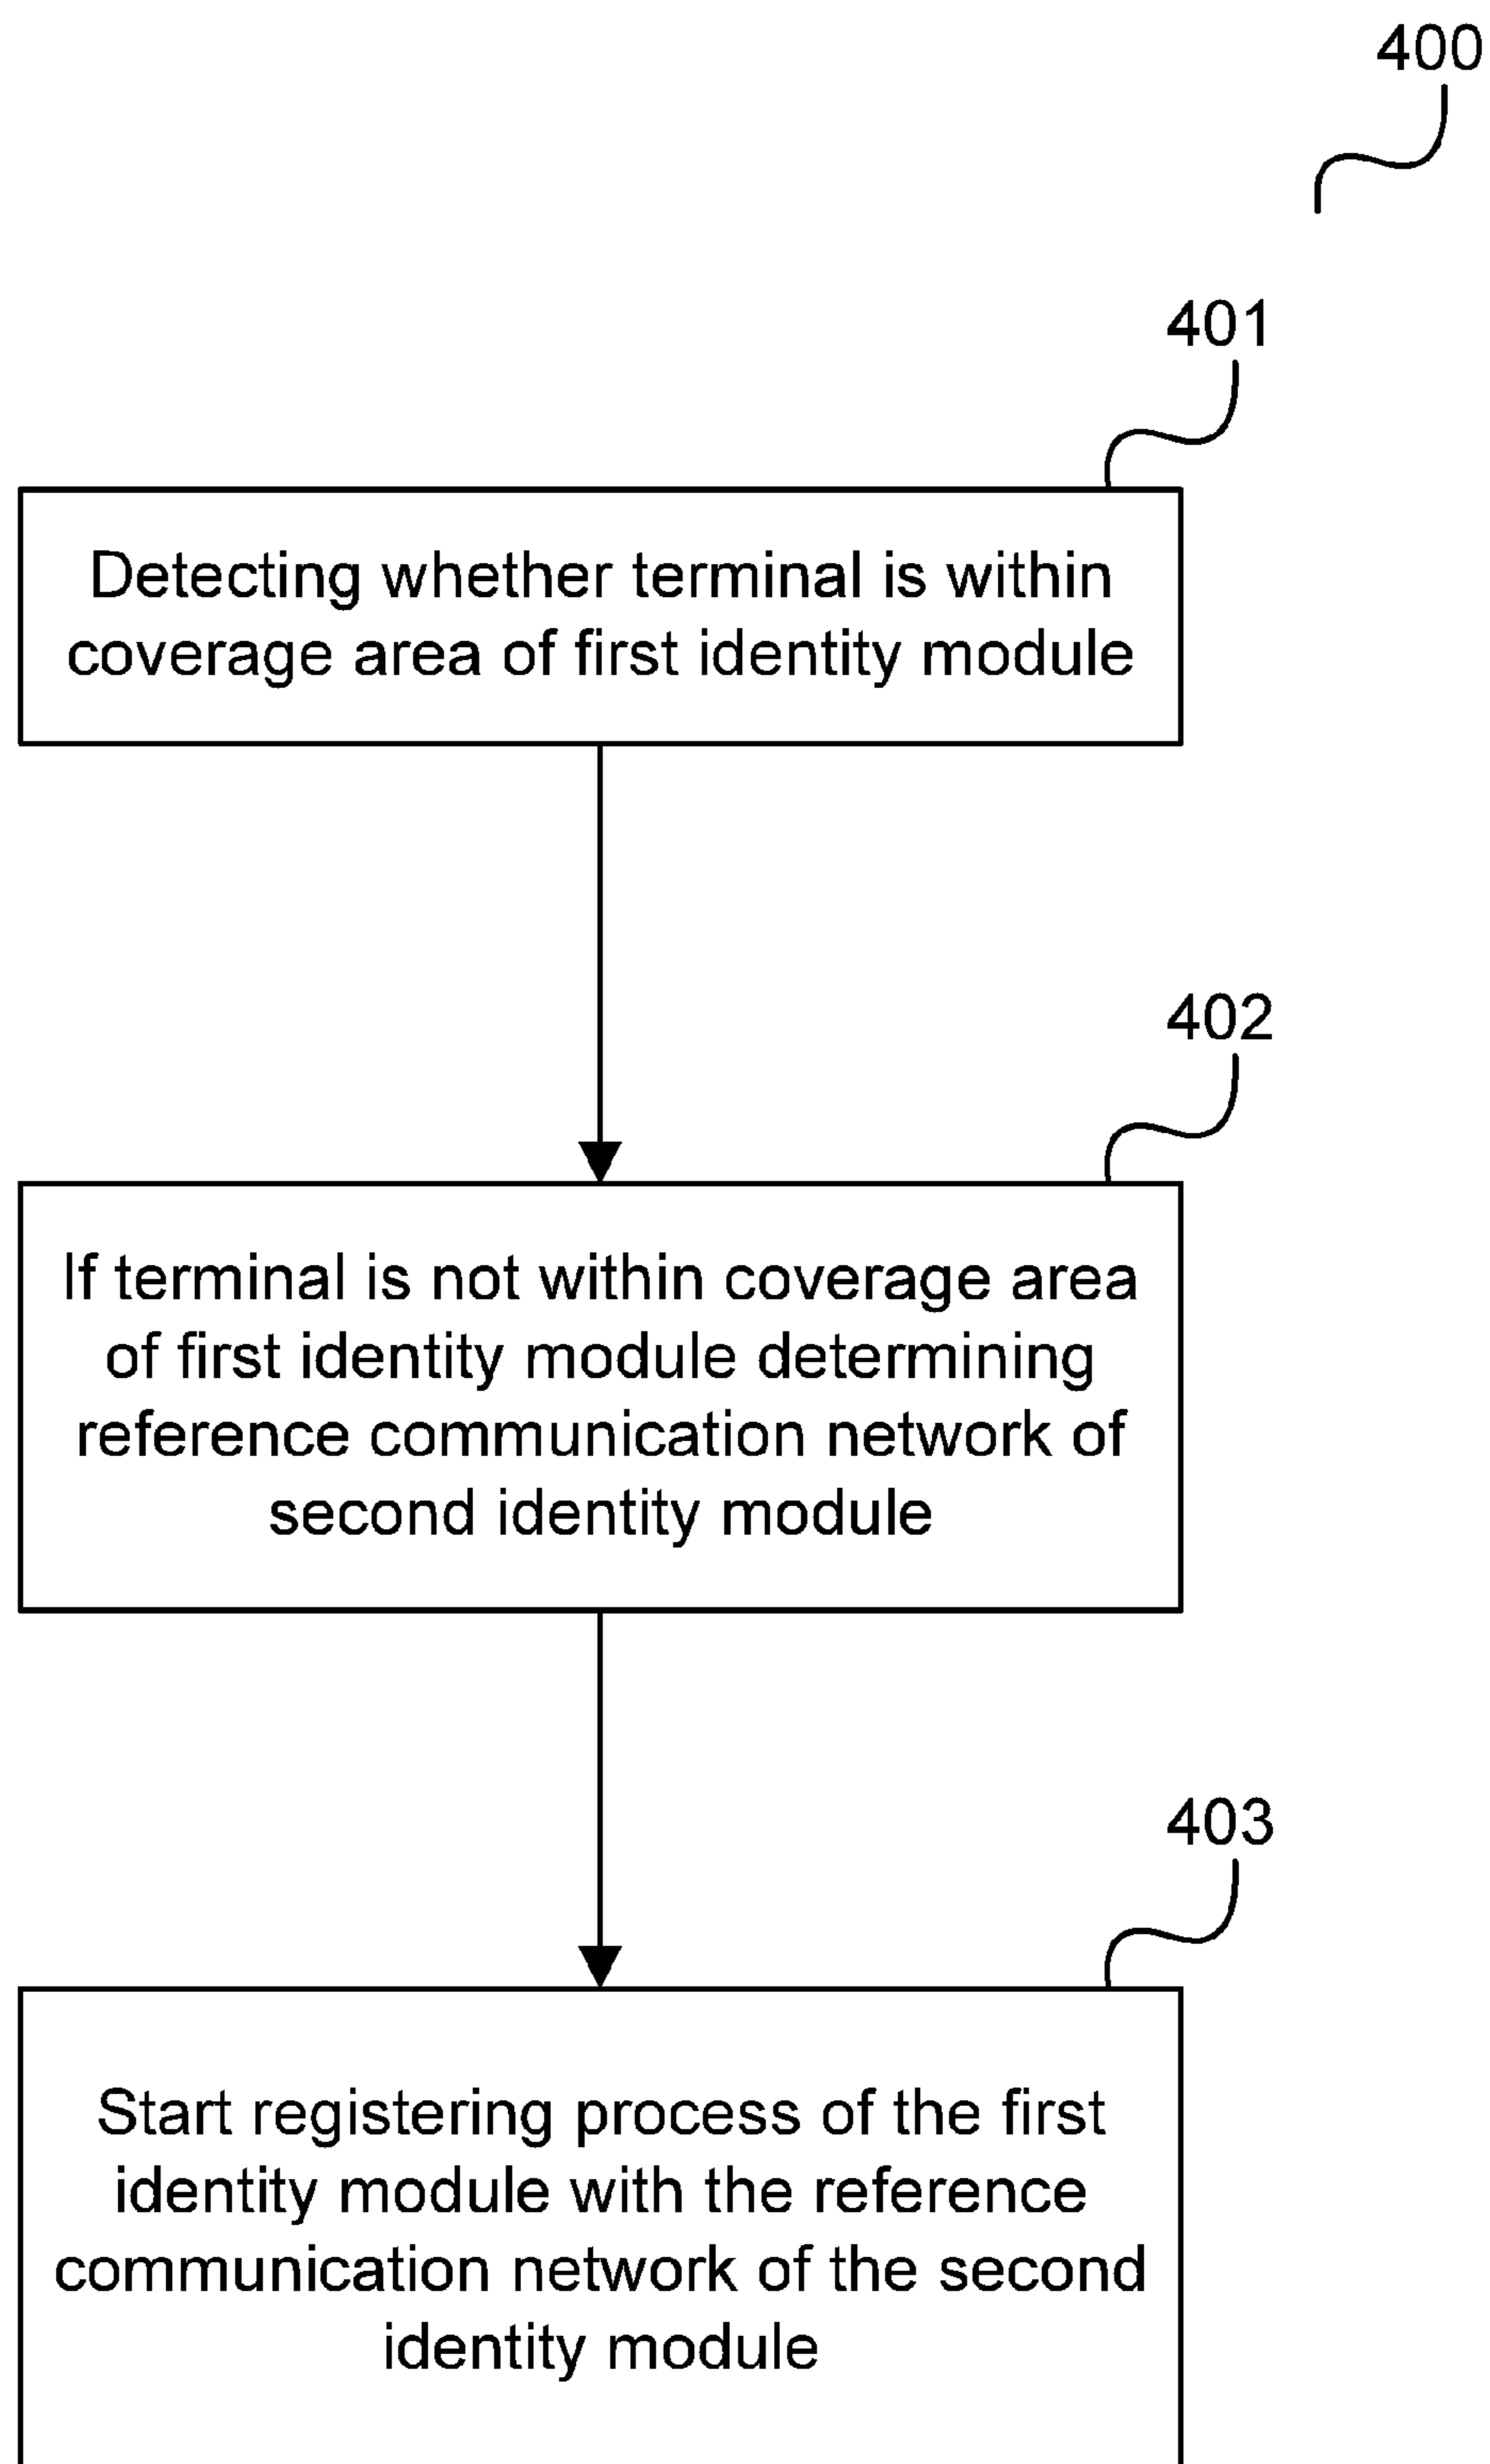 400
401
Detecting whether terminal is within
coverage area of first identity module
402
If terminal is not within coverage area
of first identity module determining
reference communication network of
second identity module
403
Start registering process of the first
identity module with the reference
communication network of the second
identity module